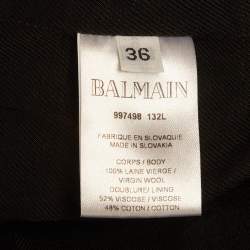 36
BALMAIN
997498 132L
FABRIQUE EN SLOVAQUIE
MADE IN SLOVAKIA
CORPS / BODY
100% LAINE VIERGE /
VIRGIN WOOL
DOUBLURE / LINING
52% VISCOSE / VISCOSE
48% COTON / COTTON